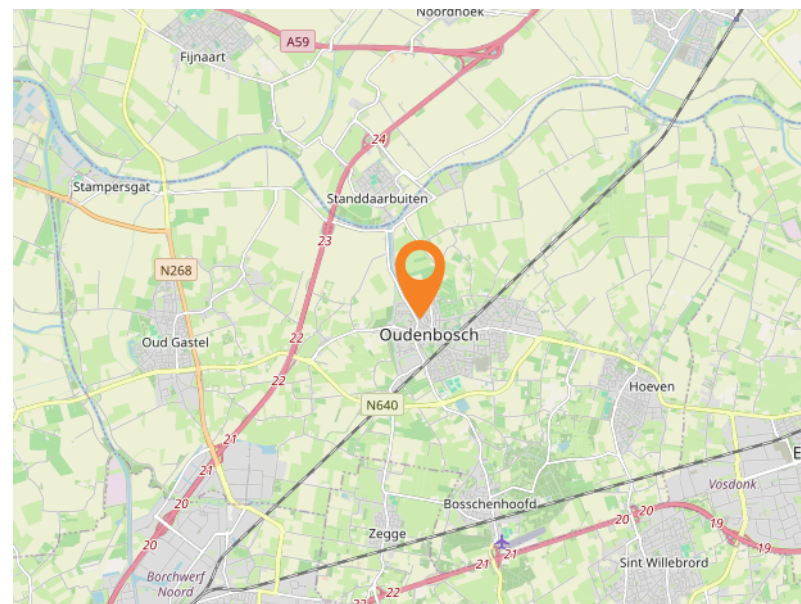 Noordhoek
A59
Fijnaart
24
Stampersgat
Standdaarbuiten
23
N268
Oudenbosch
22
Oud Gastel
22
Hoeven
N640
21
21
20
Bosschenhoofd
Vosdonk
20
20
19
19
20
Zegge
21
21
Sint Willebrord
Borchwerf
Noord
22
22